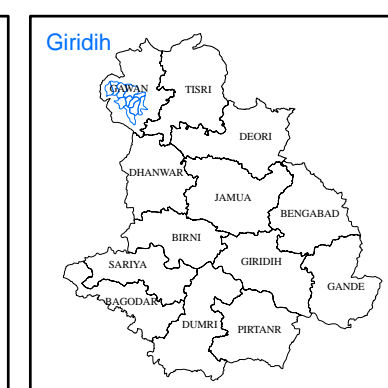 Giridih
GAWAN
TISRI
DEORI
DHANWAR
JAMUA
BENGABAD
BIRNI
SARIYA
GIRIDIH
GANDE
BAGODAR
DUMRI
PIRTANR